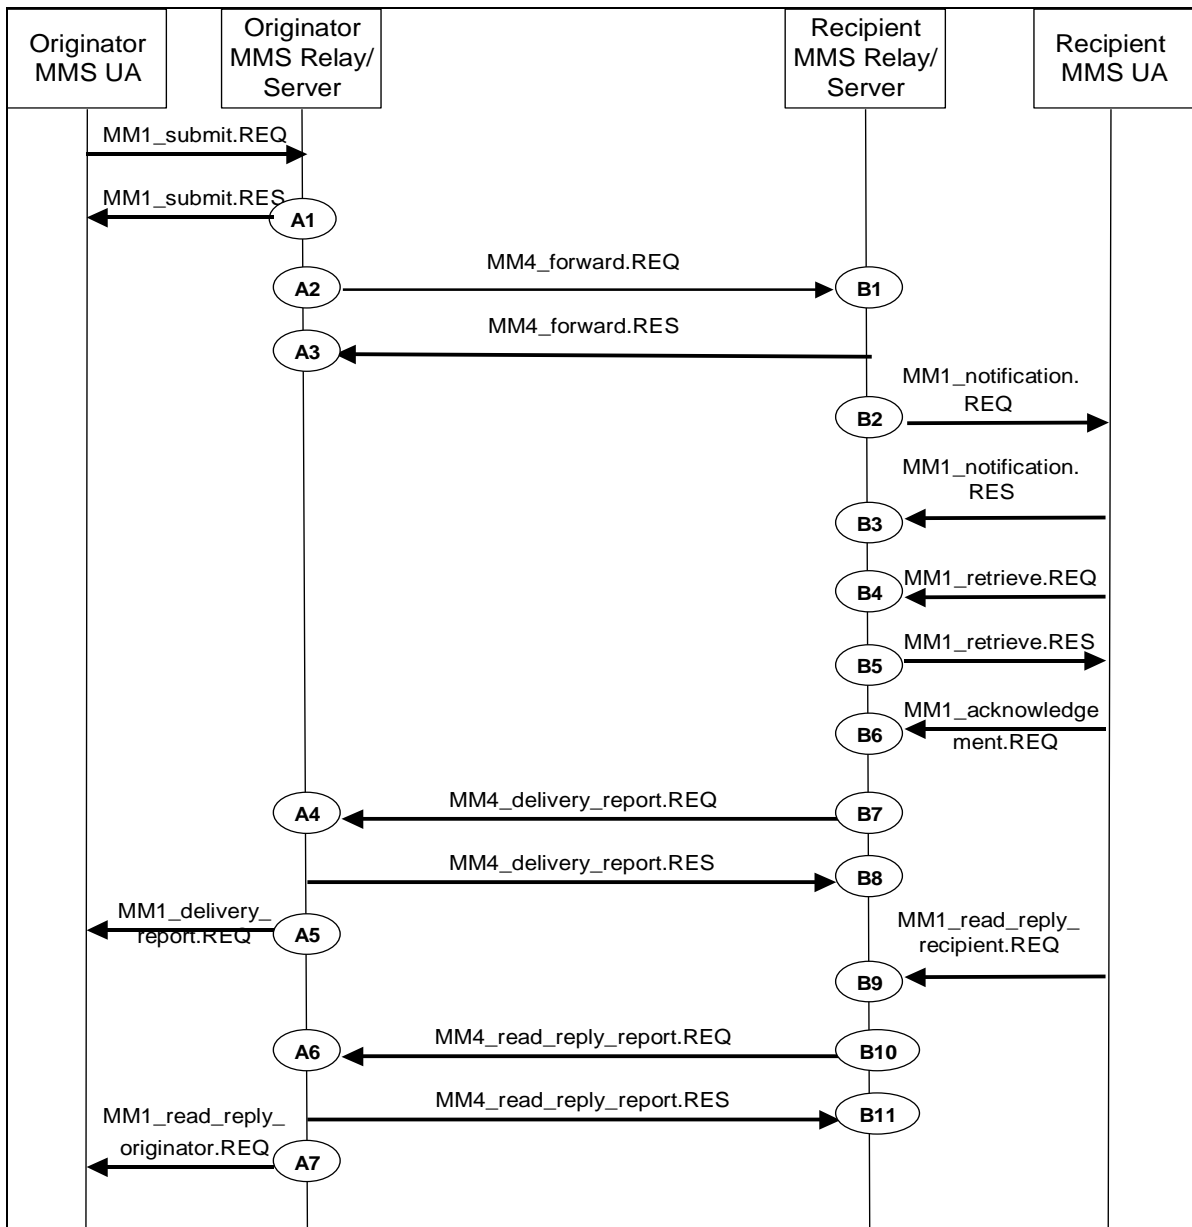 Originator
MMS UA
Originator
MMS Relay/
Server
Recipient
MMS Relay/
Server
Recipient
MMS UA
MM1_submit.REQ
MM1_submit.RES
A1
MM4_forward.REQ
A2
B1
MM4_forward.RES
A3
MM1_notification.
REQ
B2
MM1_notification.
RES
B3
MM1_retrieve.REQ
B4
MM1_retrieve.RES
B5
MM1_acknowledge
ment.REQ
B6
MM4_delivery_report.REQ
A4
B7
MM4_delivery_report.RES
B8
MM1_delivery_
report.REQ
A5
MM1_read_reply_
recipient.REQ
B9
MM4_read_reply_report.REQ
A6
B10
MM4_read_reply_report.RES
B11
MM1_read_reply_
originator.REQ
A7